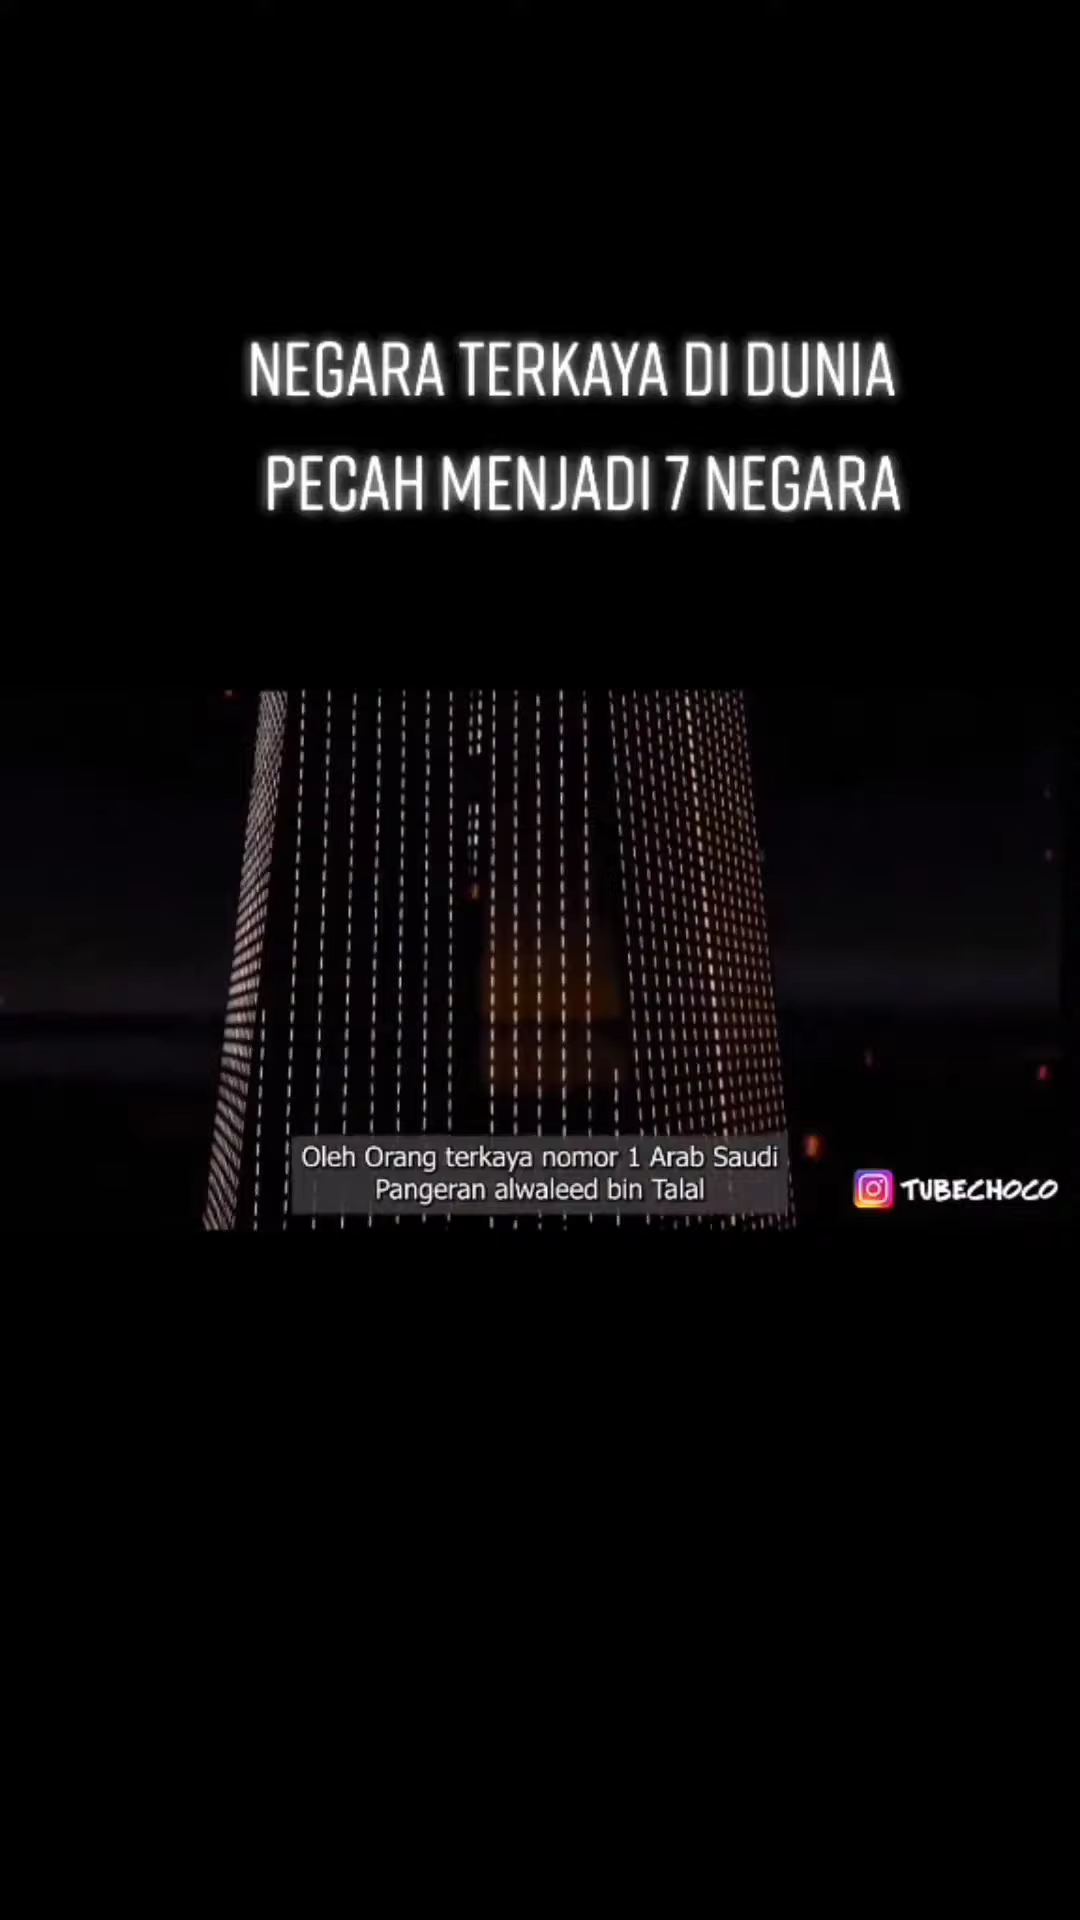 NEGARA TERKAYA DI DUNIA
PECAH MENJADI 7 NEGARA
Oleh Orang terkaya nomor 1 Arab Saudi
Pangeran alwaleed bin Talal
TUBECHOCO